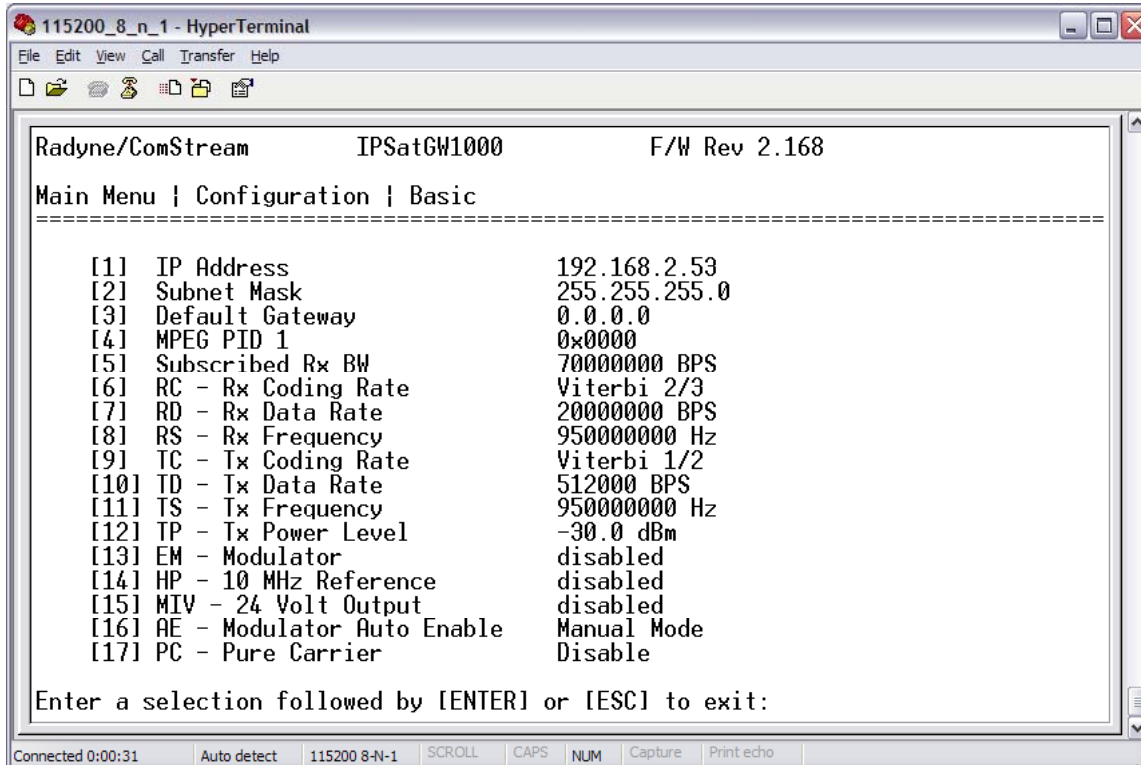 115200_8_n_1 - HyperTerminal
File Edit View Call Transfer Help
Radyne/ComStream IPSatGW1000 F/W Rev 2.168
Main Menu ¦ Configuration ¦ Basic
================================================================================
[1] IP Address 192.168.2.53
[2] Subnet Mask 255.255.255.0
[3] Default Gateway 0.0.0.0
[4] MPEG PID 1 0x0000
[5] Subscribed Rx BW 70000000 BPS
[6] RC - Rx Coding Rate Viterbi 2/3
[7] RD - Rx Data Rate 20000000 BPS
[8] RS - Rx Frequency 950000000 Hz
[9] TC - Tx Coding Rate Viterbi 1/2
[10] TD - Tx Data Rate 512000 BPS
[11] TS - Tx Frequency 950000000 Hz
[12] TP - Tx Power Level -30.0 dBm
[13] EM - Modulator disabled
[14] HP - 10 MHz Reference disabled
[15] MIV - 24 Volt Output disabled
[16] AE - Modulator Auto Enable Manual Mode
[17] PC - Pure Carrier Disable
Enter a selection followed by [ENTER] or [ESC] to exit:
Connected 0:00:31 Auto detect 115200 8-N-1 SCROLL CAPS NUM Capture Print echo